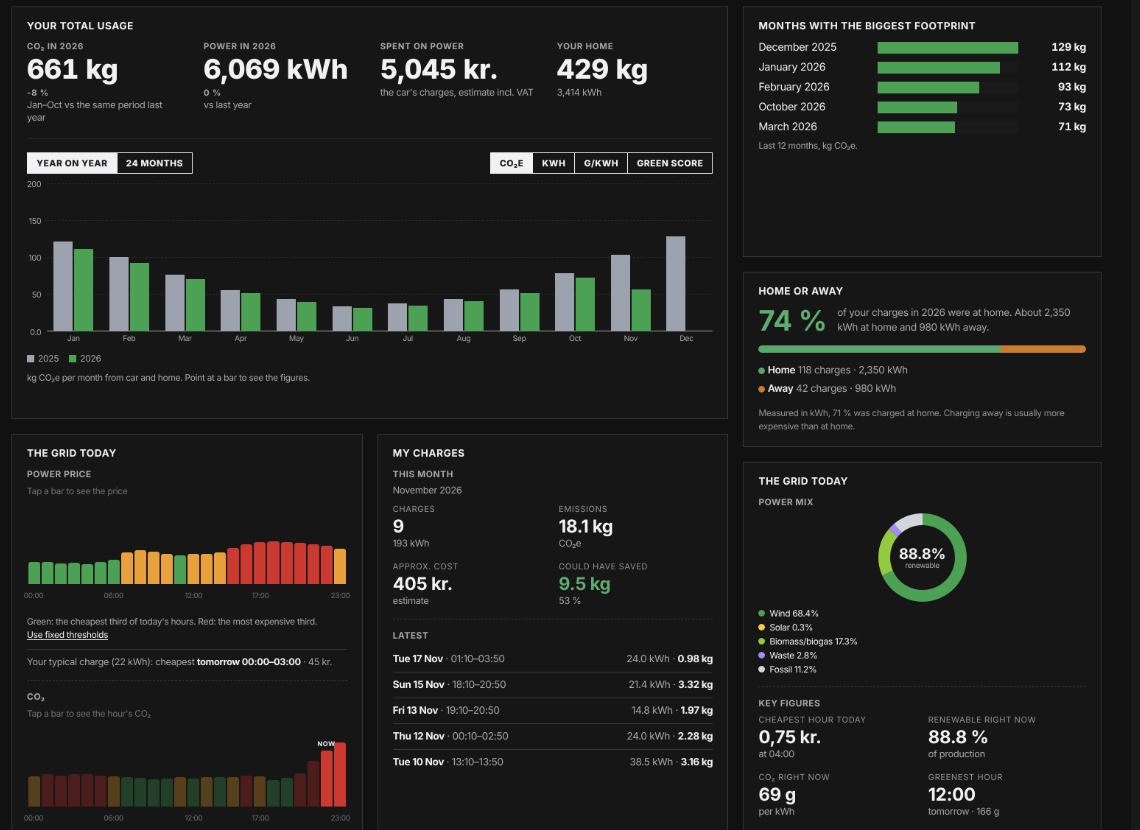 YOUR TOTAL USAGE
CO₂ IN 2026
661 kg
-8 %
Jan–Oct vs the same period last
year
POWER IN 2026
6,069 kWh
0 %
vs last year
SPENT ON POWER
5,045 kr.
the car's charges, estimate incl. VAT
YOUR HOME
429 kg
3,414 kWh
YEAR ON YEAR
24 MONTHS
CO₂E
KWH
G/KWH
GREEN SCORE
200
150
100
50
0.0
Jan Feb Mar Apr May Jun Jul Aug Sep Oct Nov Dec
2025 2026
kg CO₂e per month from car and home. Point at a bar to see the figures.
MONTHS WITH THE BIGGEST FOOTPRINT
December 2025 129 kg
January 2026 112 kg
February 2026 93 kg
October 2026 73 kg
March 2026 71 kg
Last 12 months, kg CO₂e.
HOME OR AWAY
74 %
of your charges in 2026 were at home. About 2,350
kWh at home and 980 kWh away.
Home 118 charges · 2,350 kWh
Away 42 charges · 980 kWh
Measured in kWh, 71 % was charged at home. Charging away is usually more
expensive than at home.
THE GRID TODAY
POWER PRICE
Tap a bar to see the price
00:00 06:00 12:00 17:00 23:00
Green: the cheapest third of today's hours. Red: the most expensive third.
Use fixed thresholds
Your typical charge (22 kWh): cheapest tomorrow 00:00–03:00 · 45 kr.
CO₂
Tap a bar to see the hour's CO₂
NOW
00:00 06:00 12:00 17:00 23:00
MY CHARGES
THIS MONTH
November 2026
CHARGES
9
193 kWh
EMISSIONS
18.1 kg
CO₂e
APPROX. COST
405 kr.
estimate
COULD HAVE SAVED
9.5 kg
53 %
LATEST
Tue 17 Nov · 01:10–03:50 24.0 kWh · 0.98 kg
Sun 15 Nov · 18:10–20:50 21.4 kWh · 3.32 kg
Fri 13 Nov · 19:10–20:50 14.8 kWh · 1.97 kg
Thu 12 Nov · 00:10–02:50 24.0 kWh · 2.28 kg
Tue 10 Nov · 13:10–13:50 38.5 kWh · 3.16 kg
THE GRID TODAY
POWER MIX
88.8%
renewable
Wind 68.4%
Solar 0.3%
Biomass/biogas 17.3%
Waste 2.8%
Fossil 11.2%
KEY FIGURES
CHEAPEST HOUR TODAY
0,75 kr.
at 04:00
RENEWABLE RIGHT NOW
88.8 %
of production
CO₂ RIGHT NOW
69 g
per kWh
GREENEST HOUR
12:00
tomorrow · 166 g